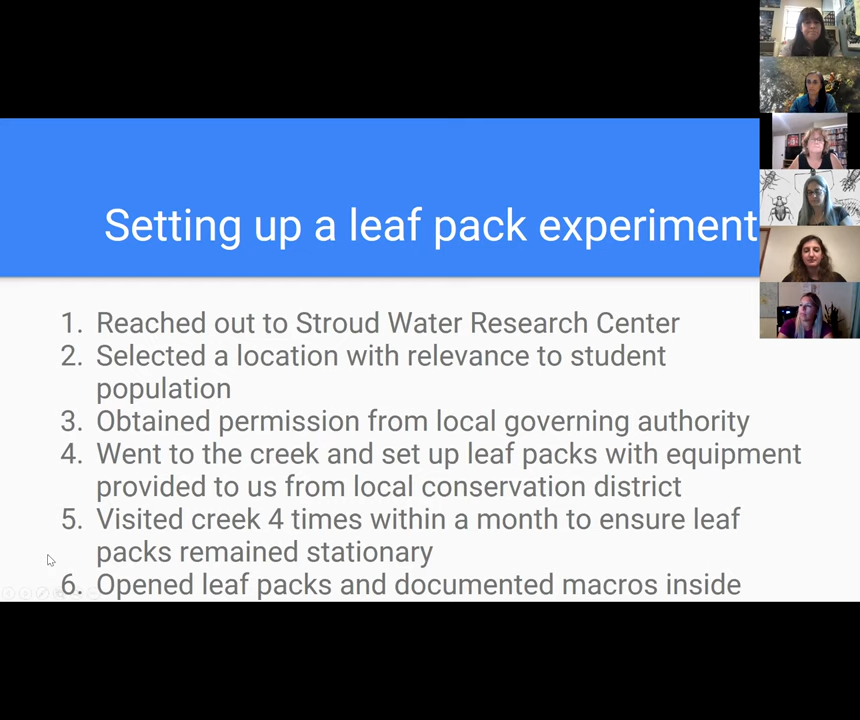 Setting up a leaf pack experiment
1. Reached out to Stroud Water Research Center
2. Selected a location with relevance to student
population
3. Obtained permission from local governing authority
4. Went to the creek and set up leaf packs with equipment
provided to us from local conservation district
5. Visited creek 4 times within a month to ensure leaf
packs remained stationary
6. Opened leaf packs and documented macros inside